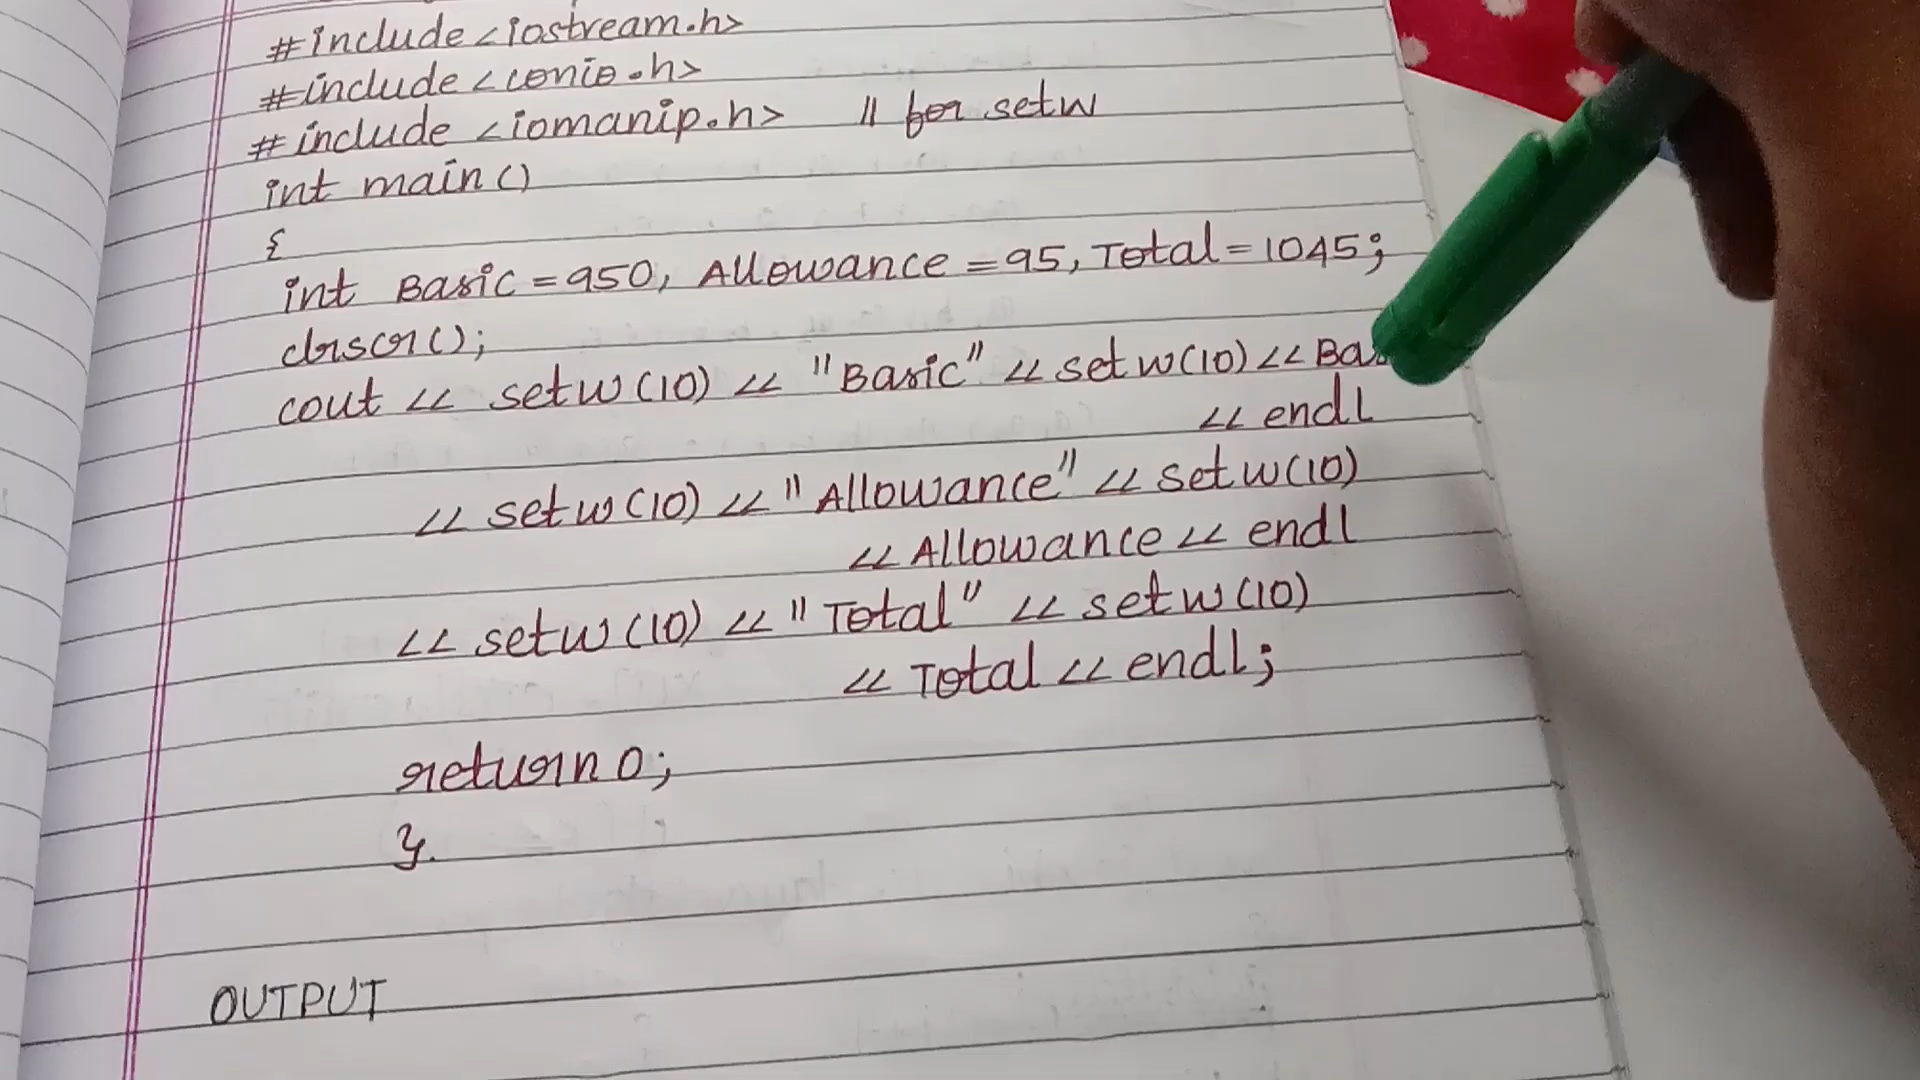 #include <iostream.h>
#include <conio.h>
#include <iomanip.h> // for setw
int main()
{
int Basic = 950, Allowance = 95, Total = 1045;
clrscr();
cout << setw(10) << "Basic" << setw(10) <<
<< endl
<< setw(10) << "Allowance" << setw(10)
<< Allowance << endl
<< setw(10) << "Total" << setw(10)
<< Total << endl;
return 0;
}.
OUTPUT